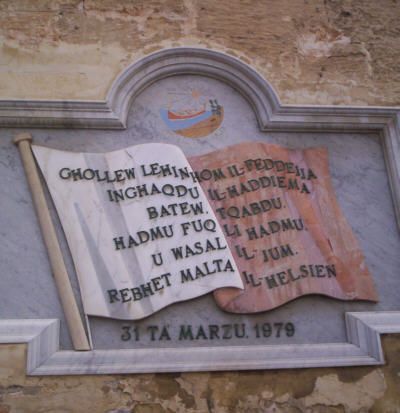 GHOLLEW LEHINHOM IL-FEDDEJJA
INGHAQDU IL-HADDIEMA
BATEW. TQABDU.
HADMU FUQ LI HADMU.
U WASAL IL' JUM.
REBHET MALTA IL-HELSIEN
31 TA MARZU. 1979